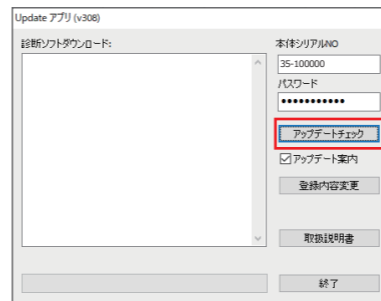 Update アプリ (v308)
診断ソフトダウンロード:
本体シリアルNO
35-100000
パスワード
●●●●●●●●●●●
アップデートチェック
アップデート案内
登録内容変更
取扱説明書
終了